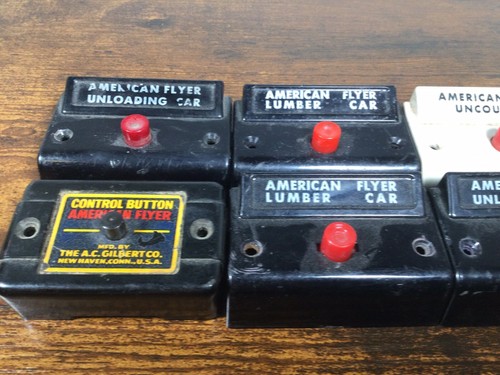 AMERICAN FLYER
UNLOADING CAR
AMERICAN FLYER
LUMBER CAR
AMERICAN
UNCOU
CONTROL BUTTON
AMERICAN FLYER
MFD. BY
THE A.C. GILBERT CO.
NEW HAVEN, CONN., U.S.A.
AMERICAN FLYER
LUMBER CAR
AME
UNL